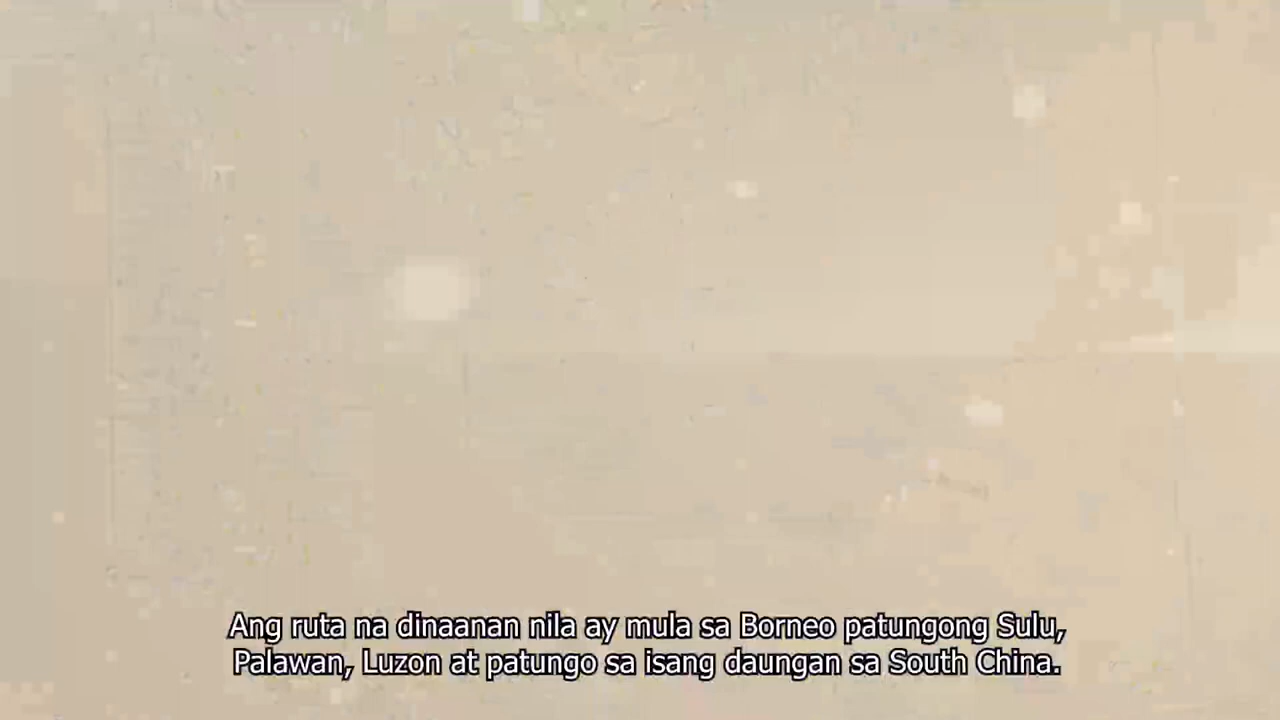 Ang ruta na dinaanan nila ay mula sa Borneo patungong Sulu,
Palawan, Luzon at patungo sa isang daungan sa South China.